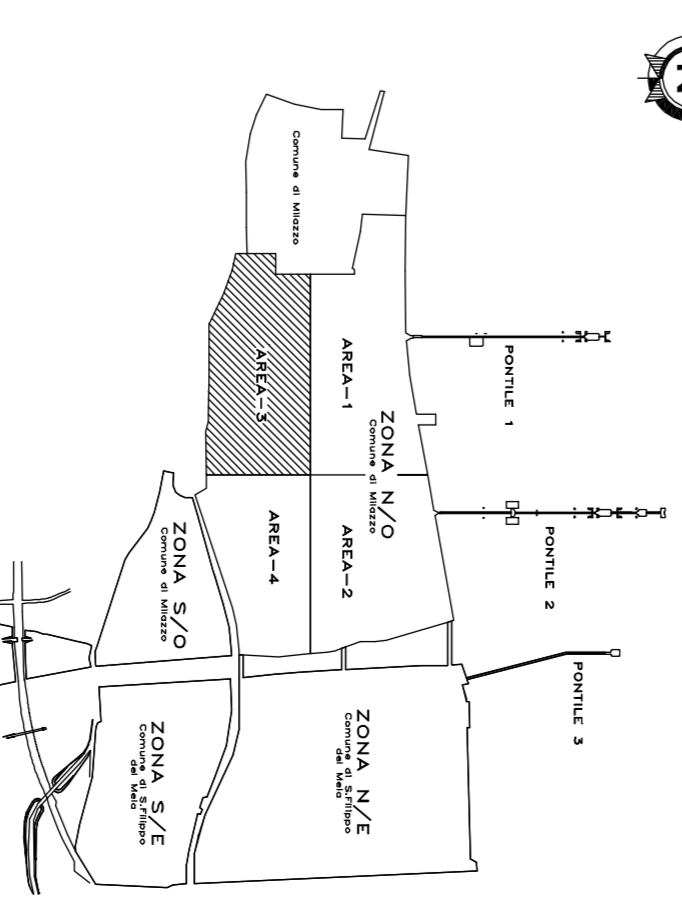 Comune di Milazzo
PONTILE 1
AREA-1
AREA-3
ZONA N/O
Comune di Milazzo
PONTILE 2
AREA-2
AREA-4
ZONA S/O
Comune di Milazzo
PONTILE 3
ZONA N/E
Comune di S.Filippo
del Mela
ZONA S/E
Comune di S.Filippo
del Mela